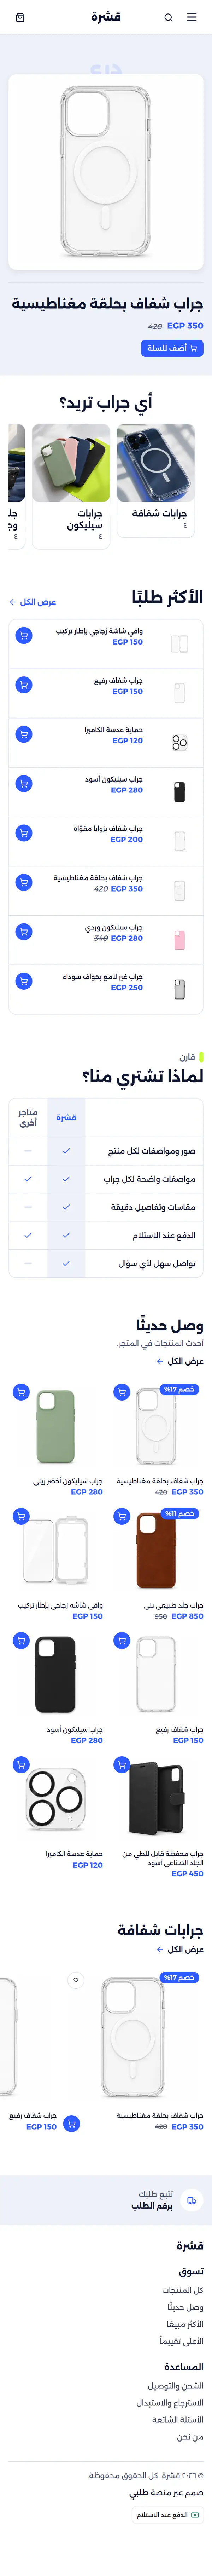 قشرة
جراب شفاف بحلقة مغناطيسية
EGP 350 420
أضف للسلة
أي جراب تريد؟
جرابات شفافة
٤
جرابات سيليكون
٤
٤
الأكثر طلبًا
عرض الكل
واقي شاشة زجاجي بإطار تركيب
EGP 150
جراب شفاف رفيع
EGP 150
حماية عدسة الكاميرا
EGP 120
جراب سيليكون أسود
EGP 280
جراب شفاف بزوايا مقوّاة
EGP 200
جراب شفاف بحلقة مغناطيسية
EGP 350 420
جراب سيليكون وردي
EGP 280 340
جراب غير لامع بحواف سوداء
EGP 250
قارن
لماذا تشتري منا؟
قشرة
متاجر أخرى
صور ومواصفات لكل منتج
مواصفات واضحة لكل جراب
مقاسات وتفاصيل دقيقة
الدفع عند الاستلام
تواصل سهل لأي سؤال
وصل حديثًا
أحدث المنتجات في المتجر.
عرض الكل
خصم 17%
جراب شفاف بحلقة مغناطيسية
EGP 350 420
جراب سيليكون أخضر زيتي
EGP 280
خصم 11%
جراب جلد طبيعي بني
EGP 850 950
واقي شاشة زجاجي بإطار تركيب
EGP 150
جراب شفاف رفيع
EGP 150
جراب سيليكون أسود
EGP 280
جراب محفظة قابل للطي من
الجلد الصناعي أسود
EGP 450
حماية عدسة الكاميرا
EGP 120
جرابات شفافة
عرض الكل
خصم 17%
جراب شفاف بحلقة مغناطيسية
EGP 350 420
جراب شفاف رفيع
EGP 150
تتبع طلبك
برقم الطلب
قشرة
تسوق
كل المنتجات
وصل حديثًا
الأكثر مبيعًا
الأعلى تقييماً
المساعدة
الشحن والتوصيل
الاسترجاع والاستبدال
الأسئلة الشائعة
من نحن
© ٢٠٢٦ قشرة. كل الحقوق محفوظة.
صمم عبر منصة طلبي
الدفع عند الاستلام